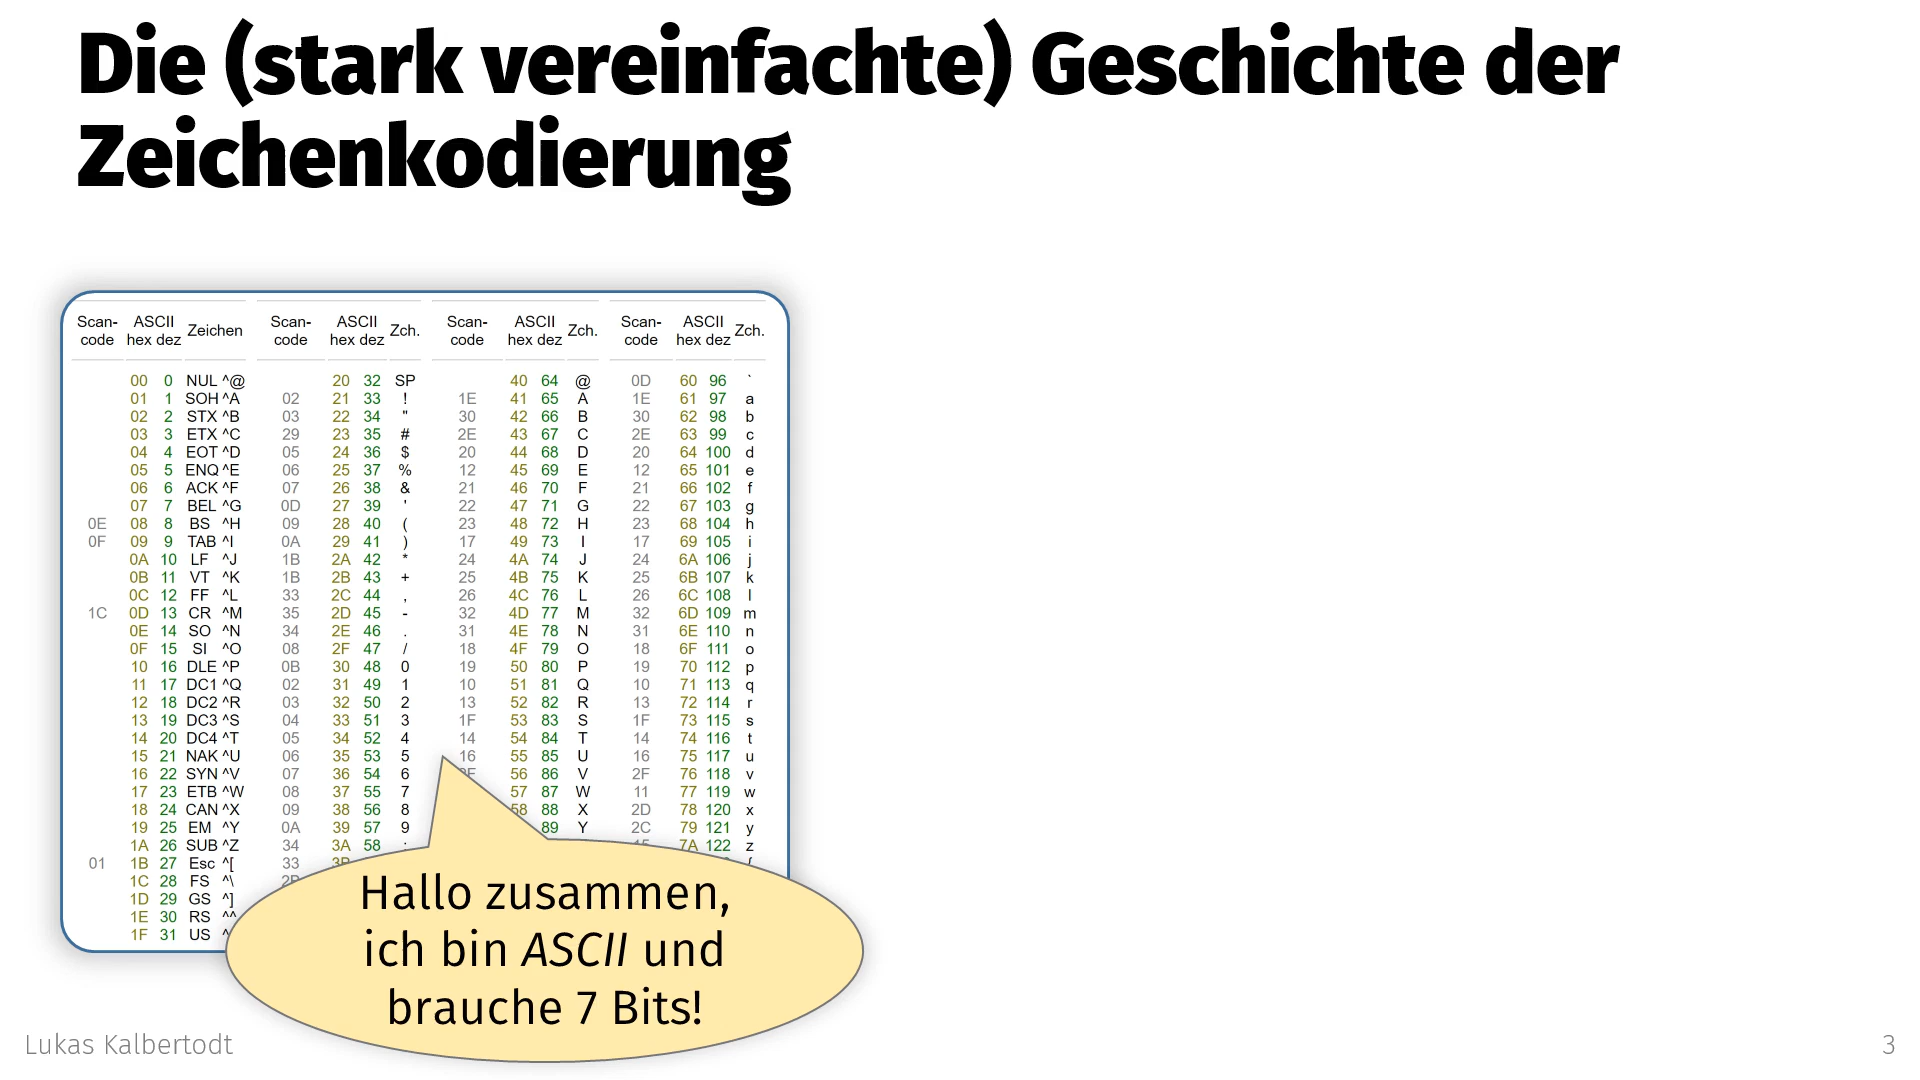 Die (stark vereinfachte) Geschichte der
Zeichenkodierung
Scan- ASCII Zeichen Scan- ASCII Zch. Scan- ASCII Zch. Scan- ASCII Zch.
code hex dez code hex dez code hex dez code hex dez
00 0 NUL ^@ 20 32 SP 40 64 @ 0D 60 96 `
01 1 SOH ^A 02 21 33 ! 1E 41 65 A 1E 61 97 a
02 2 STX ^B 03 22 34 " 30 42 66 B 30 62 98 b
03 3 ETX ^C 29 23 35 # 2E 43 67 C 2E 63 99 c
04 4 EOT ^D 05 24 36 $ 20 44 68 D 20 64 100 d
05 5 ENQ ^E 06 25 37 % 12 45 69 E 12 65 101 e
06 6 ACK ^F 07 26 38 & 21 46 70 F 21 66 102 f
07 7 BEL ^G 0D 27 39 ' 22 47 71 G 22 67 103 g
0E 08 8 BS ^H 09 28 40 ( 23 48 72 H 23 68 104 h
0F 09 9 TAB ^I 0A 29 41 ) 17 49 73 I 17 69 105 i
0A 10 LF ^J 1B 2A 42 * 24 4A 74 J 24 6A 106 j
0B 11 VT ^K 1B 2B 43 + 25 4B 75 K 25 6B 107 k
0C 12 FF ^L 33 2C 44 , 26 4C 76 L 26 6C 108 l
1C 0D 13 CR ^M 35 2D 45 - 32 4D 77 M 32 6D 109 m
0E 14 SO ^N 34 2E 46 . 31 4E 78 N 31 6E 110 n
0F 15 SI ^O 08 2F 47 / 18 4F 79 O 18 6F 111 o
10 16 DLE ^P 0B 30 48 0 19 50 80 P 19 70 112 p
11 17 DC1 ^Q 02 31 49 1 10 51 81 Q 10 71 113 q
12 18 DC2 ^R 03 32 50 2 13 52 82 R 13 72 114 r
13 19 DC3 ^S 04 33 51 3 1F 53 83 S 1F 73 115 s
14 20 DC4 ^T 05 34 52 4 14 54 84 T 14 74 116 t
15 21 NAK ^U 06 35 53 5 16 55 85 U 16 75 117 u
16 22 SYN ^V 07 36 54 6 56 86 V 2F 76 118 v
17 23 ETB ^W 08 37 55 7 57 87 W 11 77 119 w
18 24 CAN ^X 09 38 56 8 58 88 X 2D 78 120 x
19 25 EM ^Y 0A 39 57 9 89 Y 2C 79 121 y
1A 26 SUB ^Z 34 3A 58 : 7A 122 z
01 1B 27 Esc ^[ 33
1C 28 FS ^\
1D 29 GS ^]
1E 30 RS ^^
1F 31 US
Hallo zusammen,
ich bin ASCII und
brauche 7 Bits!
Lukas Kalbertodt
3